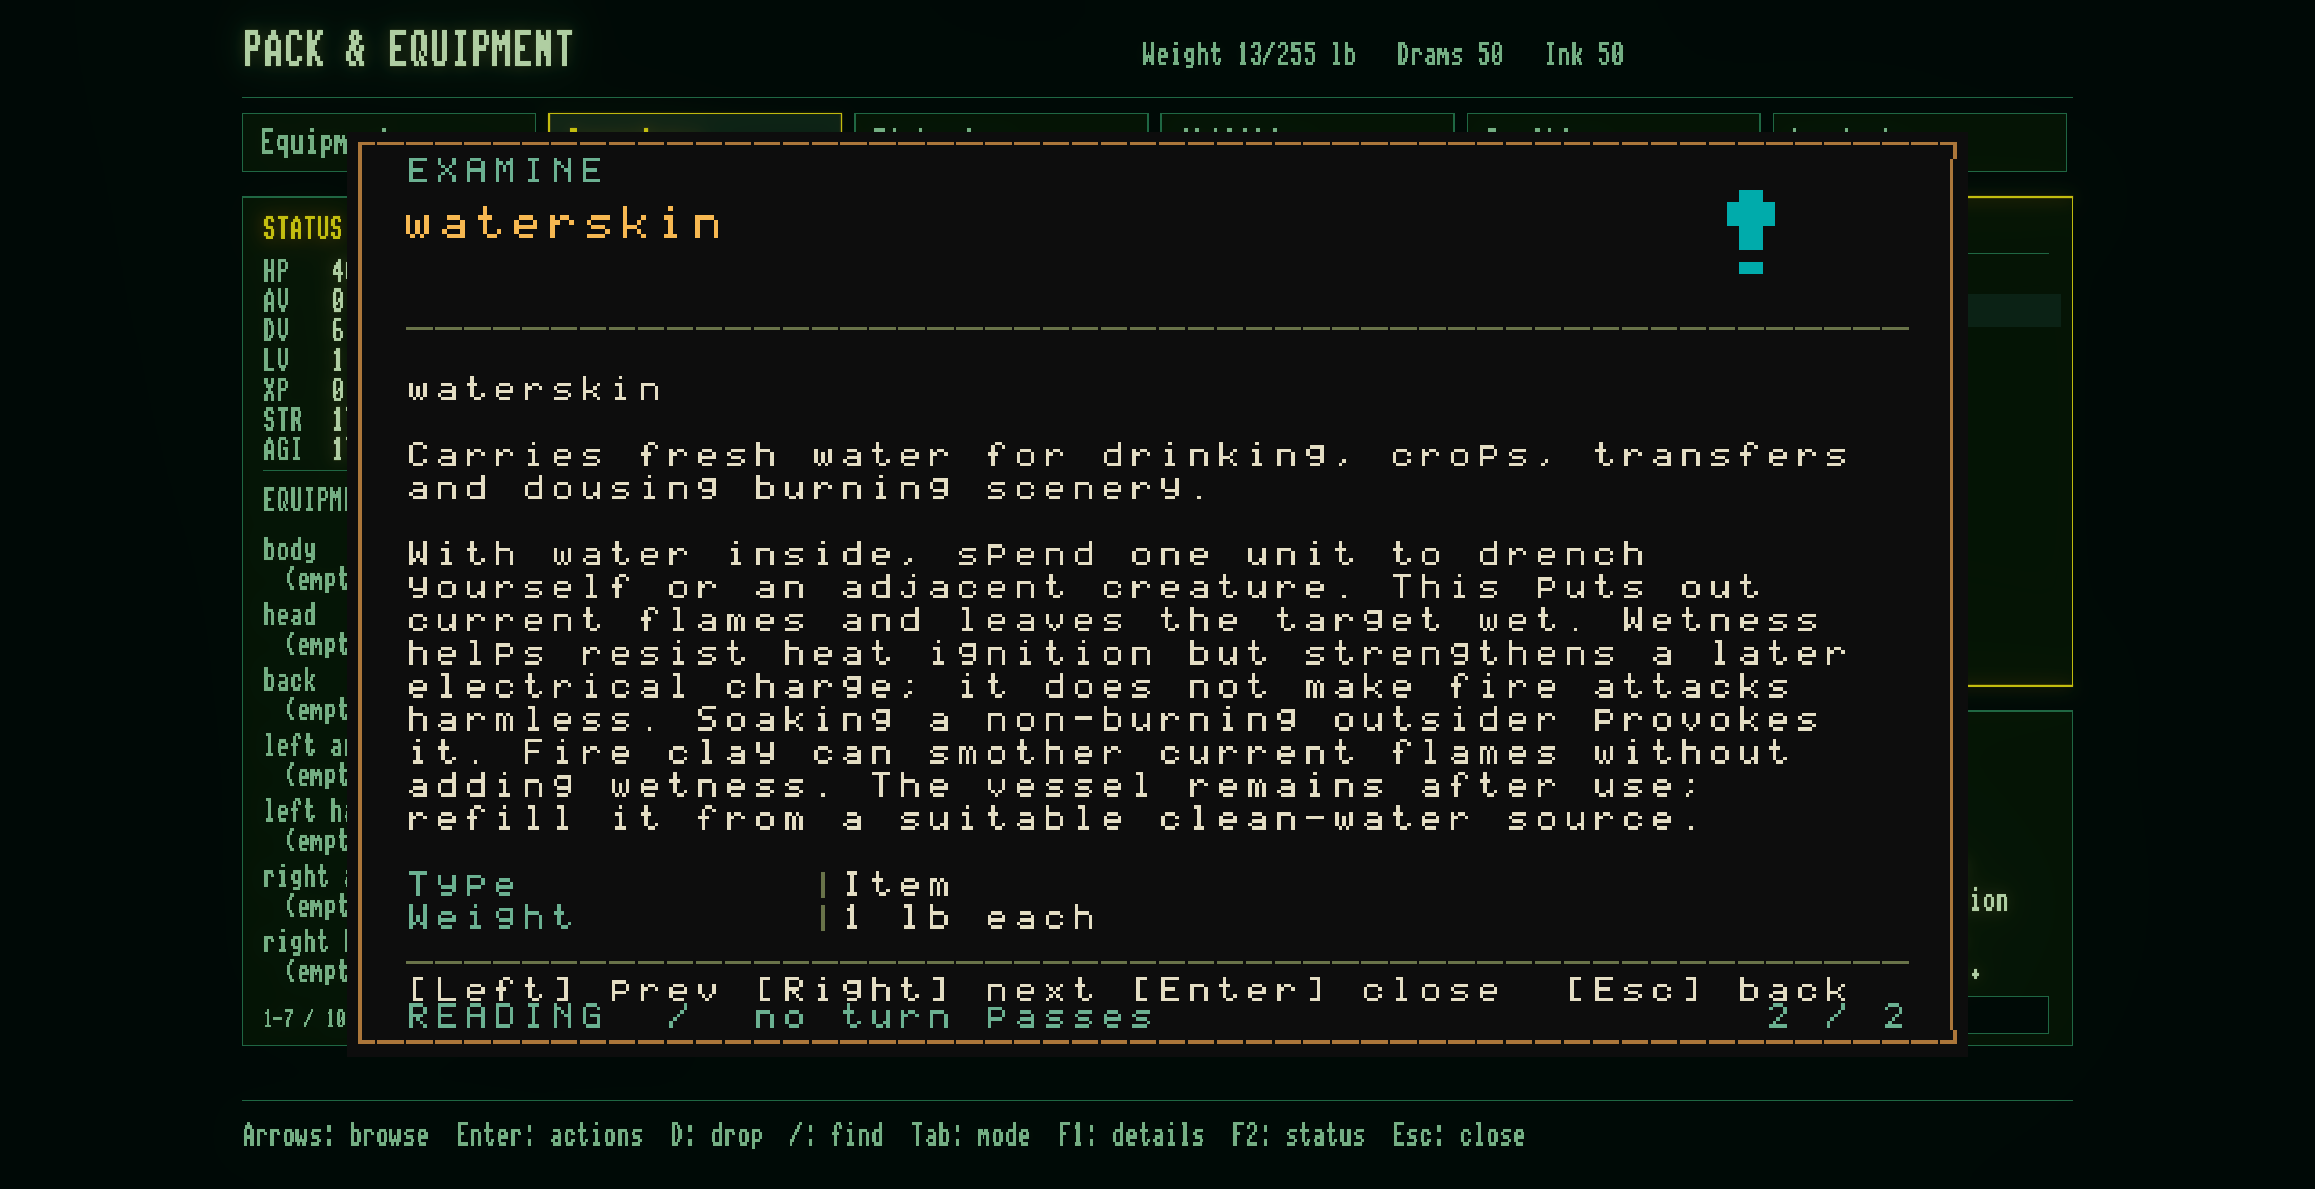 PACK & EQUIPMENT
Weight 13/255 lb Drams 50 Ink 50
EXAMINE
waterskin
STATUS
HP
AV 0
DV 6
LV 1
XP 0
STR
AGI
body
head
back
left
left
right
right
1-7 / 10
waterskin
Carries fresh water for drinking, crops, transfers
and dousing burning scenery.
With water inside, spend one unit to drench
yourself or an adjacent creature. This puts out
current flames and leaves the target wet. Wetness
helps resist heat ignition but strengthens a later
electrical charge; it does not make fire attacks
harmless. Soaking a non-burning outsider provokes
it. Fire clay can smother current flames without
adding wetness. The vessel remains after use;
refill it from a suitable clean-water source.
Type | Item
Weight | 1 lb each
[Left] prev [Right] next [Enter] close [Esc] back
READING / no turn passes 2 / 2
Arrows: browse Enter: actions D: drop /: find Tab: mode F1: details F2: status Esc: close